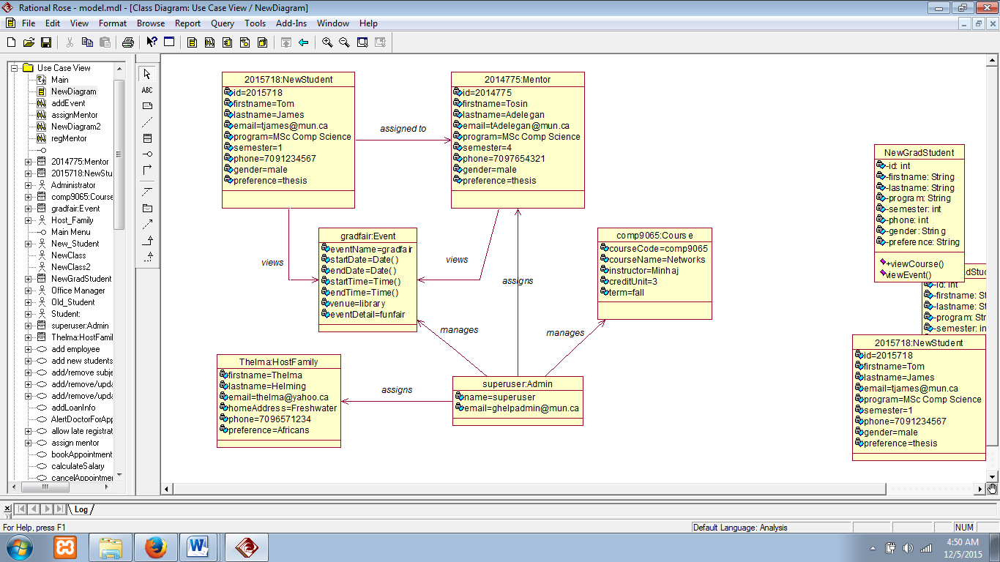 Rational Rose - model.mdl - [Class Diagram: Use Case View / NewDiagram]
File Edit View Format Browse Report Query Tools Add-Ins Window Help
Use Case View
Main
NewDiagram
addEvent
assignMentor
NewDiagram2
regMentor
2014775:Mentor
2015718:NewStu
Administrator
comp9065:Course
gradfair:Event
Host_Family
Main Menu
New_Student
NewClass
NewClass2
NewGradStudent
Office Manager
Old_Student
Student:
superuser:Admin
Thelma:HostFamil
add employee
add new students
add/remove subje
add/remove/upda
add/remove/upda
addLoanInfo
AlertDoctorForApp
allow late registrat
assign mentor
bookAppointment
calculateSalary
cancelAppointme
ABC
2015718:NewStudent
id=2015718
firstname=Tom
lastname=James
email=tjames@mun.ca
program=MSc Comp Science
semester=1
phone=7091234567
gender=male
preference=thesis
assigned to
2014775:Mentor
id=2014775
firstname=Tosin
lastname=Adelegan
email=tAdelegan@mun.ca
program=MSc Comp Science
semester=4
phone=7097654321
gender=male
preference=thesis
views
gradfair:Event
eventName=gradfair
startDate=Date()
endDate=Date()
startTime=Time()
endTime=Time()
venue=library
eventDetail=funfair
views
assigns
comp9065:Course
courseCode=comp9065
courseName=Networks
instructor=Minhaj
creditUnit=3
term=fall
manages
manages
Thelma:HostFamily
firstname=Thelma
lastname=Helming
email=thelma@yahoo.ca
homeAddress=Freshwater
phone=7096571234
preference=Africans
assigns
superuser:Admin
name=superuser
email=ghelpadmin@mun.ca
NewGradStudent
-id: int
-firstname: String
-lastname: String
-program: String
-semester: int
-phone: int
-gender: String
-preference: String
+viewCourse()
viewEvent()
-id: int
-firstname: S
-lastname: St
-program: Str
-semester: in
2015718:NewStudent
id=2015718
firstname=Tom
lastname=James
email=tjames@mun.ca
program=MSc Comp Science
semester=1
phone=7091234567
gender=male
preference=thesis
Log
For Help, press F1
Default Language: Analysis
NUM
W
4:50 AM
12/5/2015